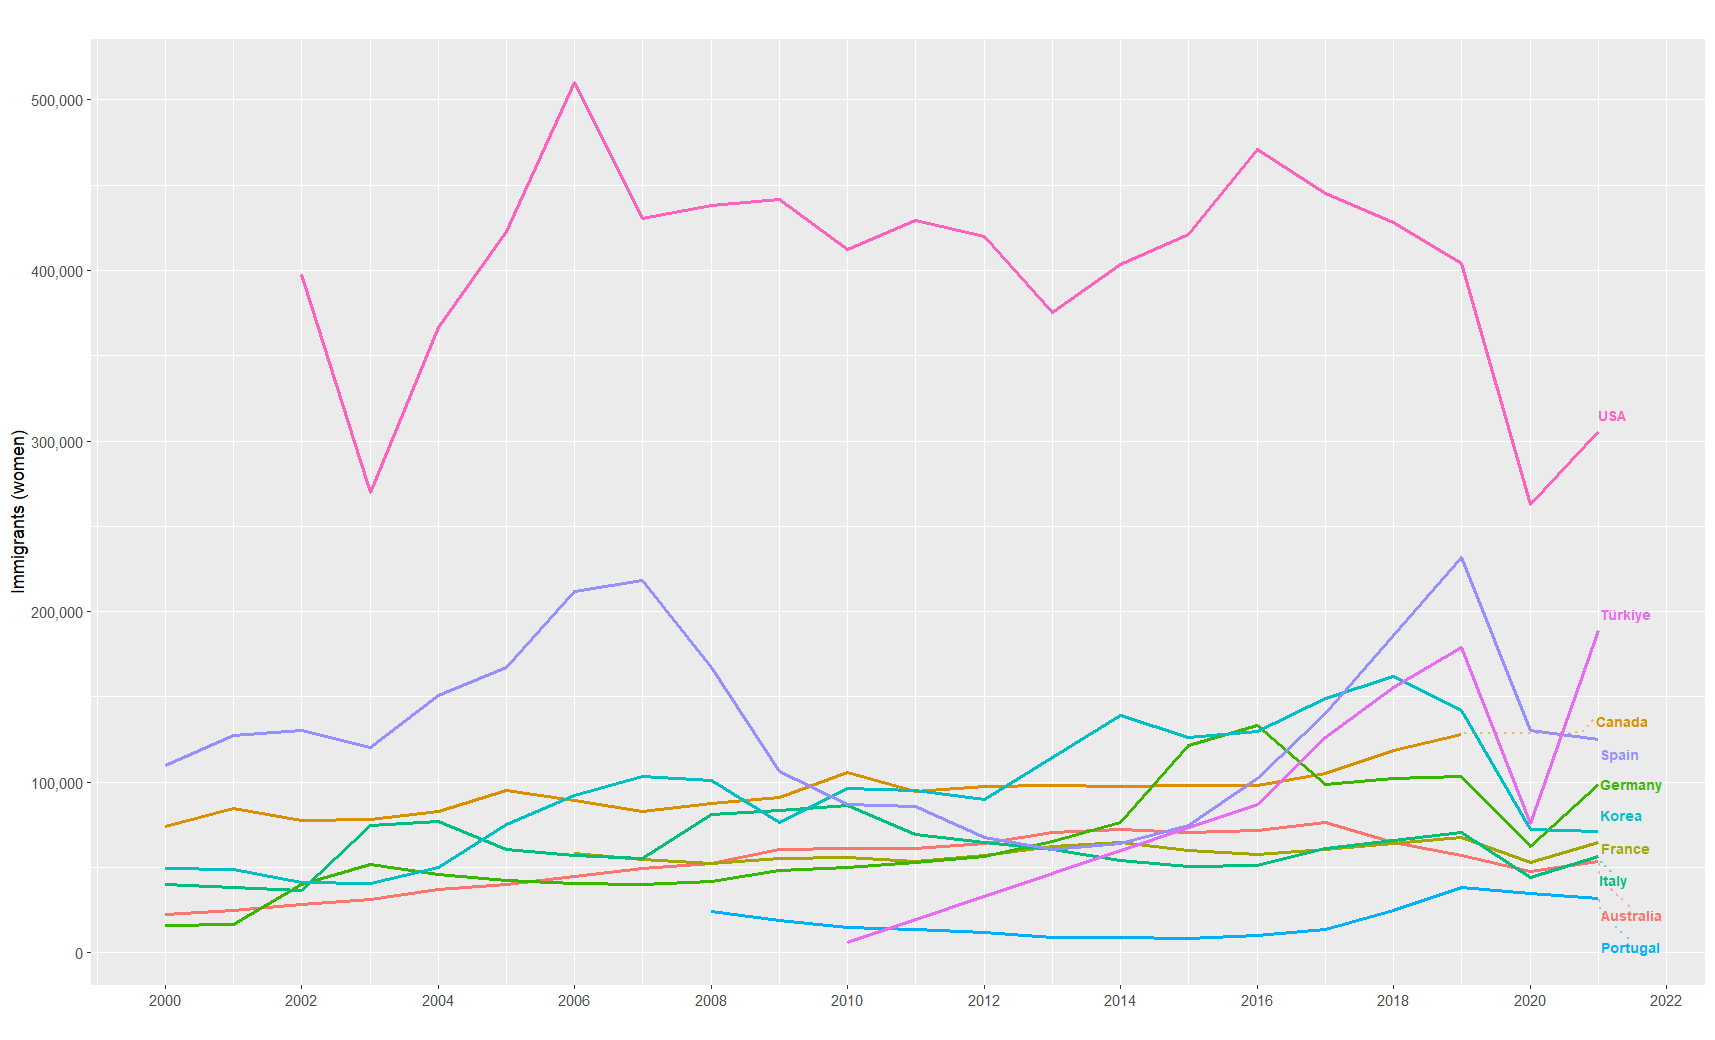 Immigrants (women)
500,000
400,000
300,000
200,000
100,000
0
USA
Türkiye
Canada
Spain
Germany
Korea
France
Italy
Australia
Portugal
2000 2002 2004 2006 2008 2010 2012 2014 2016 2018 2020 2022